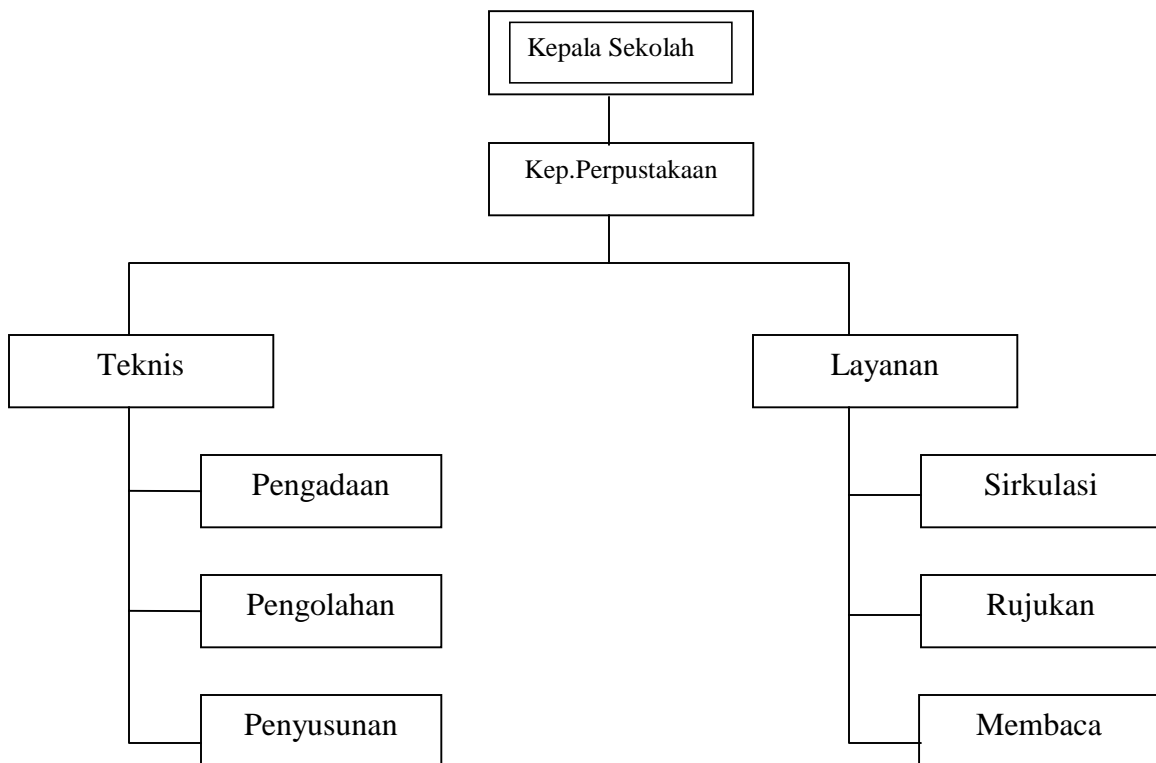 Kepala Sekolah
Kep.Perpustakaan
Teknis
Layanan
Pengadaan
Sirkulasi
Pengolahan
Rujukan
Penyusunan
Membaca